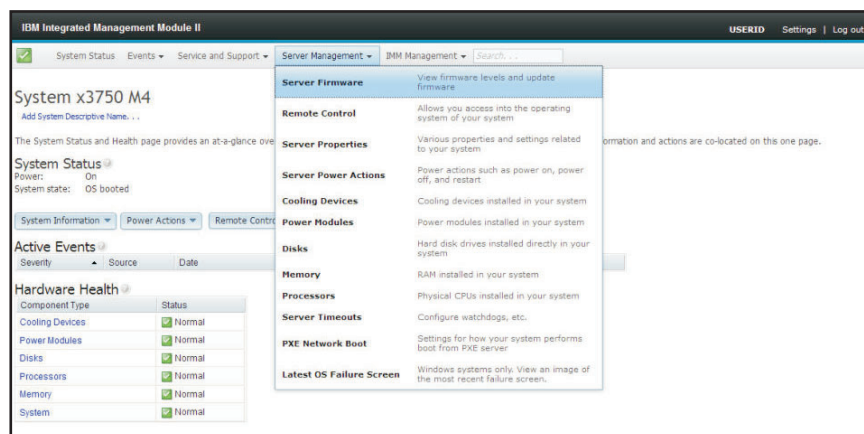 IBM Integrated Management Module II
USERID Settings | Log out
System Status Events Service and Support Server Management IMM Management Search. . .
System x3750 M4
Add System Descriptive Name. . .
The System Status and Health page provides an at-a-glance ove
ormation and actions are co-located on this one page.
System Status
Power: On
System state: OS booted
System Information Power Actions Remote Contro
Active Events
Severity Source Date
Hardware Health
Component Type Status
Cooling Devices Normal
Power Modules Normal
Disks Normal
Processors Normal
Memory Normal
System Normal
Server Firmware View firmware levels and update
firmware
Remote Control Allows you access into the operating
system of your system
Server Properties Various properties and settings related
to your system
Server Power Actions Power actions such as power on, power
off, and restart
Cooling Devices Cooling devices installed in your system
Power Modules Power modules installed in your system
Disks Hard disk drives installed directly in your
system
Memory RAM installed in your system
Processors Physical CPUs installed in your system
Server Timeouts Configure watchdogs, etc.
PXE Network Boot Settings for how your system performs
boot from PXE server
Latest OS Failure Screen Windows systems only. View an image of
the most recent failure screen.